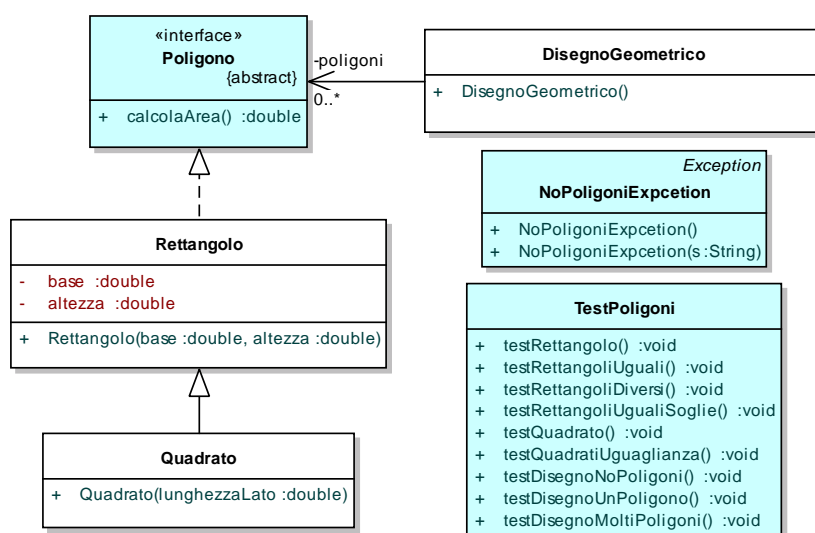 «interface»
Poligono
{abstract}
+ calcolaArea() :double
-poligoni
0..*
DisegnoGeometrico
+ DisegnoGeometrico()
Exception
NoPoligoniExpcetion
+ NoPoligoniExpcetion()
+ NoPoligoniExpcetion(s :String)
Rettangolo
- base :double
- altezza :double
+ Rettangolo(base :double, altezza :double)
Quadrato
+ Quadrato(lunghezzaLato :double)
TestPoligoni
+ testRettangolo() :void
+ testRettangoliUguali() :void
+ testRettangoliDiversi() :void
+ testRettangoliUgualiSoglie() :void
+ testQuadrato() :void
+ testQuadratiUguaglianza() :void
+ testDisegnoNoPoligoni() :void
+ testDisegnoUnPoligono() :void
+ testDisegnoMoltiPoligoni() :void